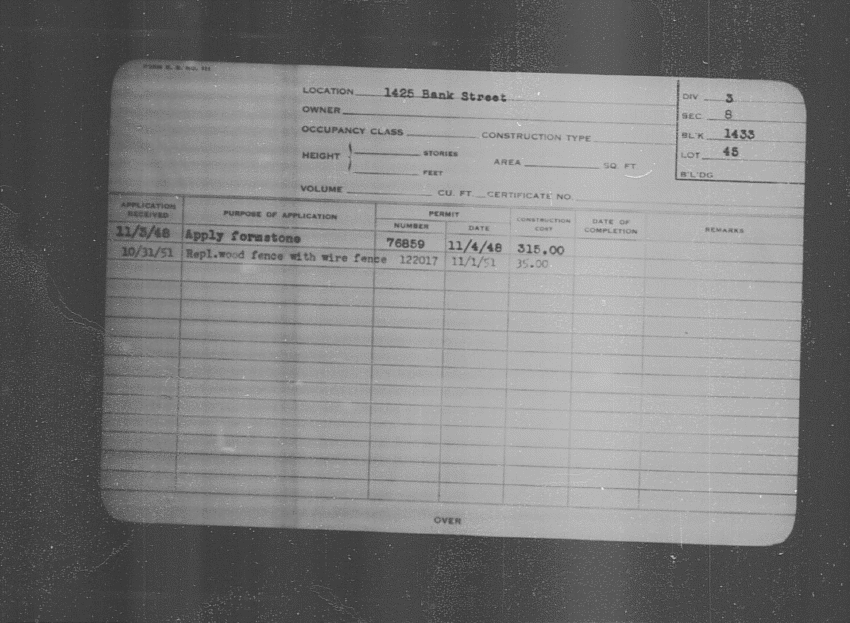 LOCATION 1425 Bank Street
DIV 3
OWNER
SEC 8
OCCUPANCY CLASS CONSTRUCTION TYPE
BL'K 1433
HEIGHT STORIES
FEET
AREA SQ. FT.
LOT 45
B'L'DG
VOLUME CU. FT. CERTIFICATE NO.
APPLICATION RECEIVED PURPOSE OF APPLICATION PERMIT NUMBER DATE CONSTRUCTION COST DATE OF COMPLETION REMARKS
11/3/48 Apply formstone 76859 11/4/48 315.00
10/31/51 Repl.wood fence with wire fence 122017 11/1/51 35.00
OVER